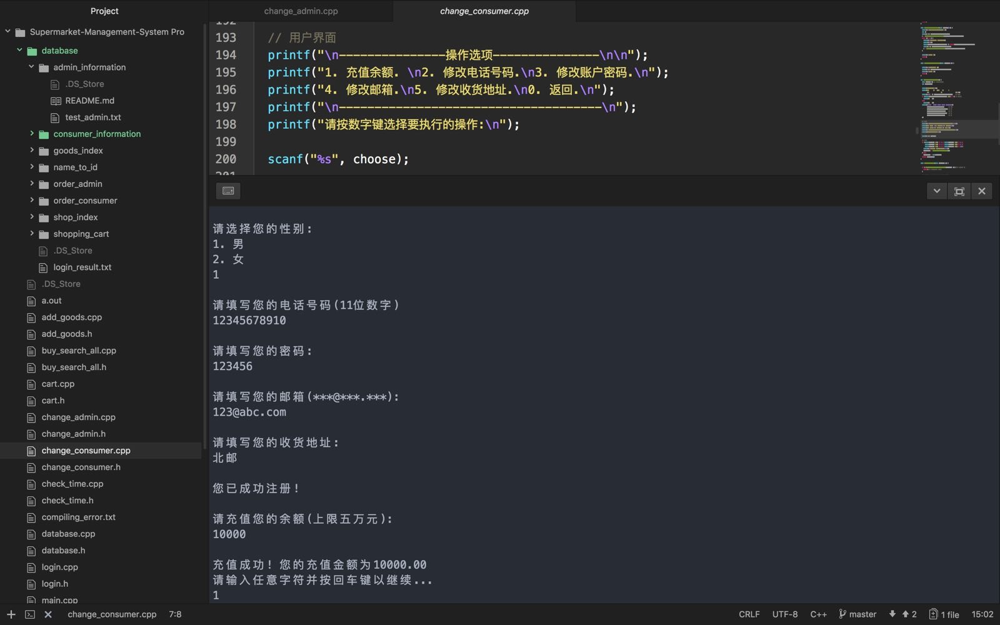 Project
Supermarket-Management-System Pro
database
admin_information
.DS_Store
README.md
test_admin.txt
consumer_information
goods_index
name_to_id
order_admin
order_consumer
shop_index
shopping_cart
.DS_Store
login_result.txt
.DS_Store
a.out
add_goods.cpp
add_goods.h
buy_search_all.cpp
buy_search_all.h
cart.cpp
cart.h
change_admin.cpp
change_admin.h
change_consumer.cpp
change_consumer.h
check_time.cpp
check_time.h
compiling_error.txt
database.cpp
database.h
login.cpp
login.h
main.cpp
change_admin.cpp
change_consumer.cpp
192
193 // 用户界面
194 printf("\n---------------操作选项---------------\n\n");
195 printf("1. 充值余额. \n2. 修改电话号码.\n3. 修改账户密码.\n");
196 printf("4. 修改邮箱.\n5. 修改收货地址.\n0. 返回.\n");
197 printf("\n-------------------------------------\n");
198 printf("请按数字键选择要执行的操作:\n");
199
200 scanf("%s", choose);
201
请选择您的性别:
1. 男
2. 女
1
请填写您的电话号码(11位数字)
12345678910
请填写您的密码:
123456
请填写您的邮箱(***@***.***):
123@abc.com
请填写您的收货地址:
北邮
您已成功注册!
请充值您的余额(上限五万元):
10000
充值成功! 您的充值金额为10000.00
请输入任意字符并按回车键以继续...
1
change_consumer.cpp 7:8 CRLF UTF-8 C++ master 2 1 file 15:02